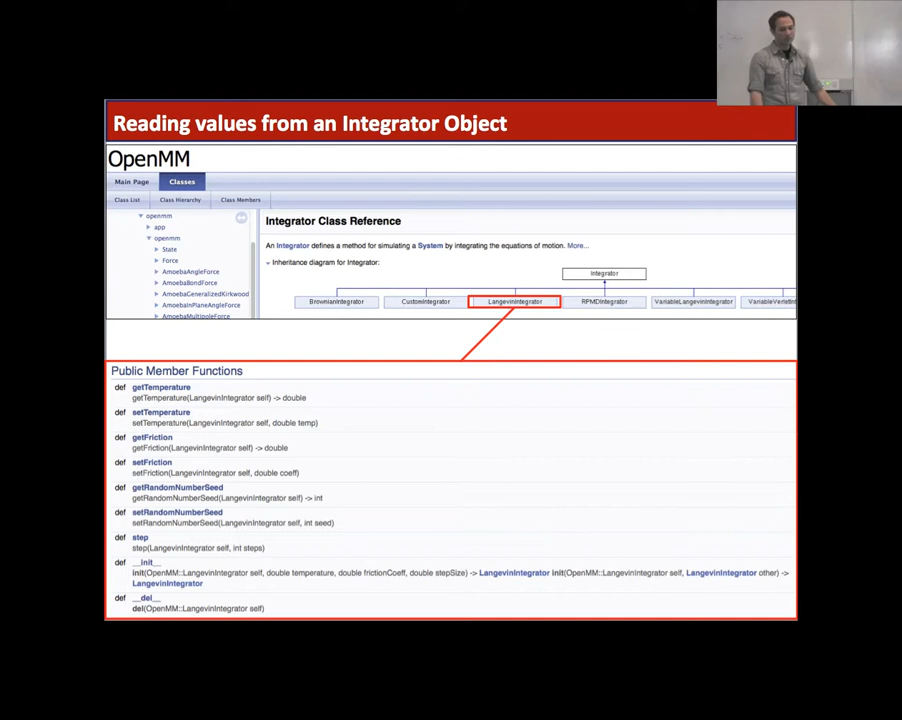 Reading values from an Integrator Object
OpenMM
Main Page Classes
Class List Class Hierarchy Class Members
openmm
app
openmm
State
Force
AmoebaAngleForce
AmoebaBondForce
AmoebaGeneralizedKirkwood
AmoebaInPlaneAngleForce
AmoebaMultipoleForce
Integrator Class Reference
An Integrator defines a method for simulating a System by integrating the equations of motion. More...
Inheritance diagram for Integrator:
Integrator
BrownianIntegrator CustomIntegrator LangevinIntegrator RPMDIntegrator VariableLangevinIntegrator VariableVerletInt
Public Member Functions
def getTemperature
getTemperature(LangevinIntegrator self) -> double
def setTemperature
setTemperature(LangevinIntegrator self, double temp)
def getFriction
getFriction(LangevinIntegrator self) -> double
def setFriction
setFriction(LangevinIntegrator self, double coeff)
def getRandomNumberSeed
getRandomNumberSeed(LangevinIntegrator self) -> int
def setRandomNumberSeed
setRandomNumberSeed(LangevinIntegrator self, int seed)
def step
step(LangevinIntegrator self, int steps)
def __init__
init(OpenMM::LangevinIntegrator self, double temperature, double frictionCoeff, double stepSize) -> LangevinIntegrator init(OpenMM::LangevinIntegrator self, LangevinIntegrator other) ->
LangevinIntegrator
def __del__
del(OpenMM::LangevinIntegrator self)